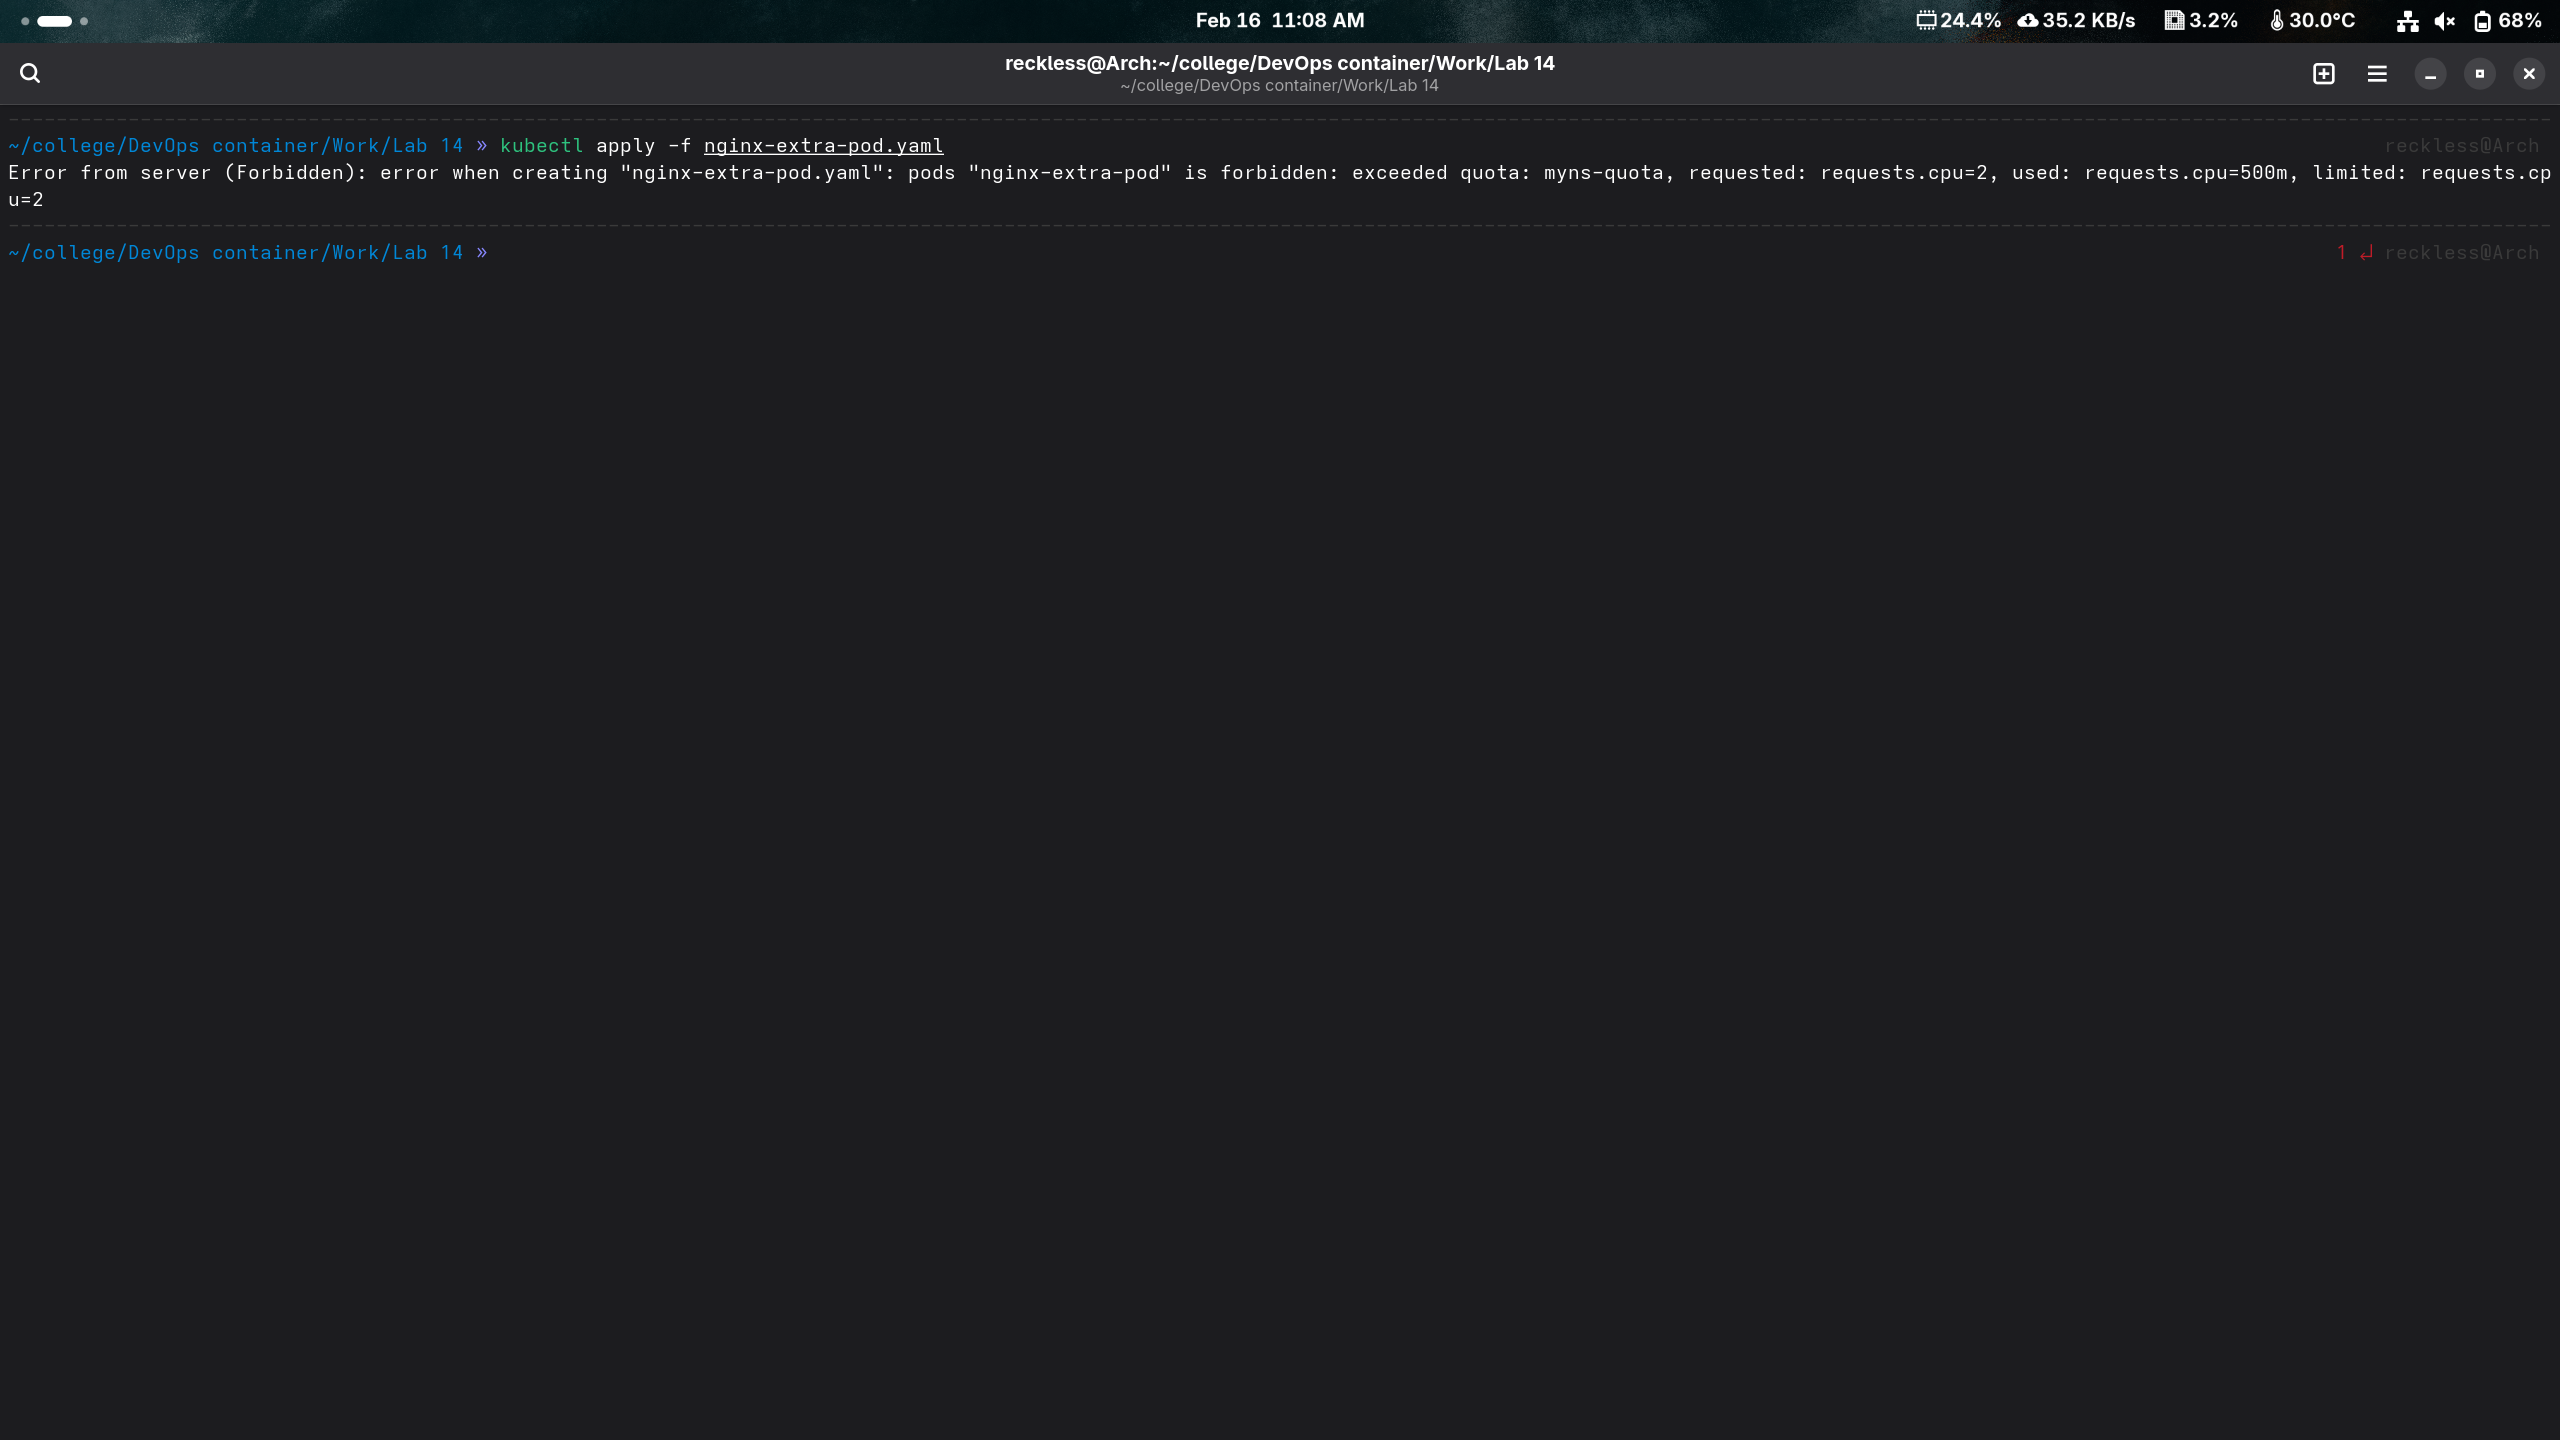 Feb 16 11:08 AM
24.4% 35.2 KB/s 3.2% 30.0°C 68%
reckless@Arch:~/college/DevOps container/Work/Lab 14
~/college/DevOps container/Work/Lab 14
~/college/DevOps container/Work/Lab 14 » kubectl apply -f nginx-extra-pod.yaml reckless@Arch
Error from server (Forbidden): error when creating "nginx-extra-pod.yaml": pods "nginx-extra-pod" is forbidden: exceeded quota: myns-quota, requested: requests.cpu=2, used: requests.cpu=500m, limited: requests.cp
u=2
~/college/DevOps container/Work/Lab 14 » 1 ↵ reckless@Arch